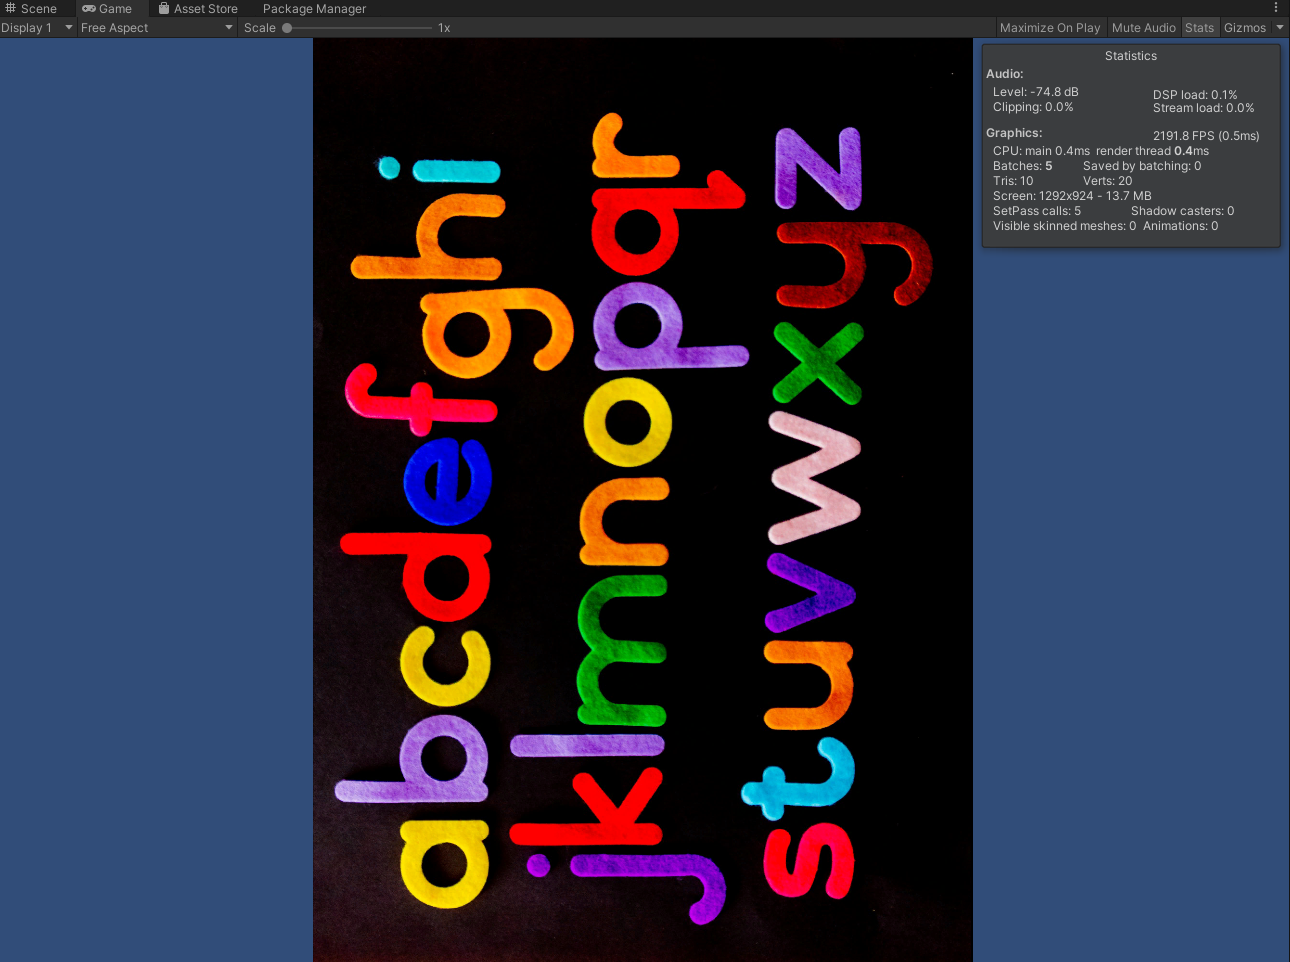 Scene Game Asset Store Package Manager
Display 1 Free Aspect Scale 1x Maximize On Play Mute Audio Stats Gizmos
Statistics
Audio:
Level: -74.8 dB DSP load: 0.1%
Clipping: 0.0% Stream load: 0.0%
Graphics: 2191.8 FPS (0.5ms)
CPU: main 0.4ms render thread 0.4ms
Batches: 5 Saved by batching: 0
Tris: 10 Verts: 20
Screen: 1292x924 - 13.7 MB
SetPass calls: 5 Shadow casters: 0
Visible skinned meshes: 0 Animations: 0
abcdefghi
jklmnopqr
stuvwxyz